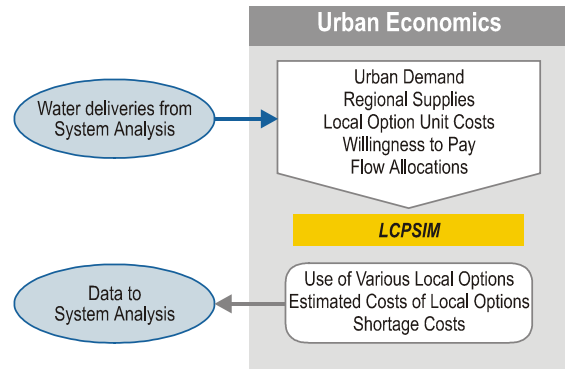 Urban Economics
Water deliveries from
System Analysis
Urban Demand
Regional Supplies
Local Option Unit Costs
Willingness to Pay
Flow Allocations
LCPSIM
Use of Various Local Options
Estimated Costs of Local Options
Shortage Costs
Data to
System Analysis